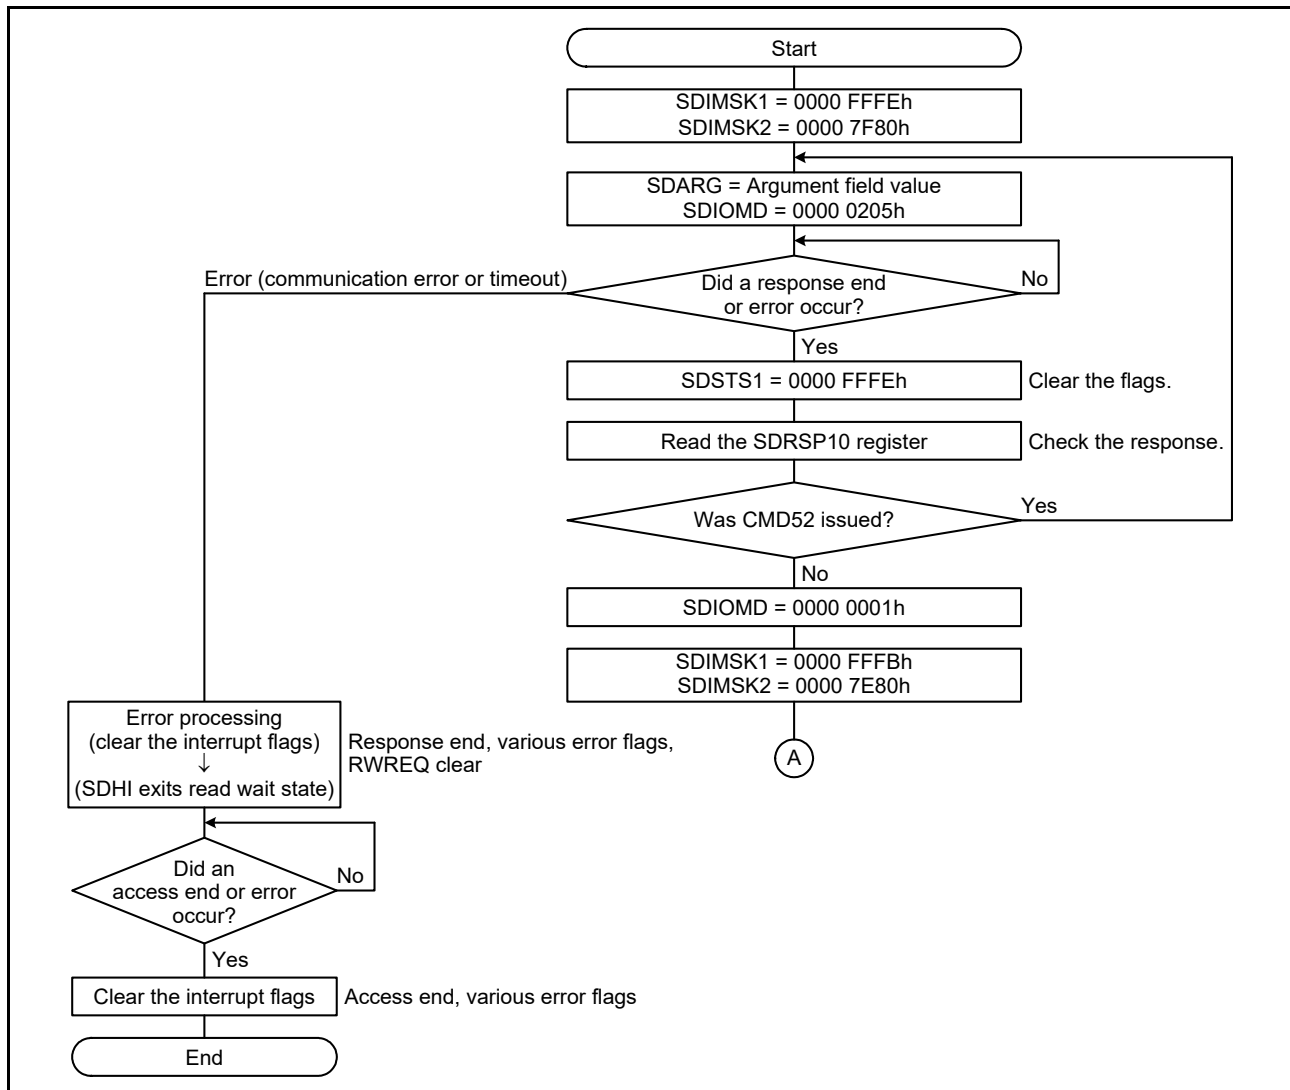 Start
SDIMSK1 = 0000 FFFEh
SDIMSK2 = 0000 7F80h
SDARG = Argument field value
SDIOMD = 0000 0205h
Error (communication error or timeout)
Did a response end
or error occur?
No
Yes
SDSTS1 = 0000 FFFEh
Clear the flags.
Read the SDRSP10 register
Check the response.
Was CMD52 issued?
Yes
No
SDIOMD = 0000 0001h
SDIMSK1 = 0000 FFFBh
SDIMSK2 = 0000 7E80h
A
Error processing
(clear the interrupt flags)
↓
(SDHI exits read wait state)
Response end, various error flags,
RWREQ clear
Did an
access end or error
occur?
No
Yes
Clear the interrupt flags
Access end, various error flags
End